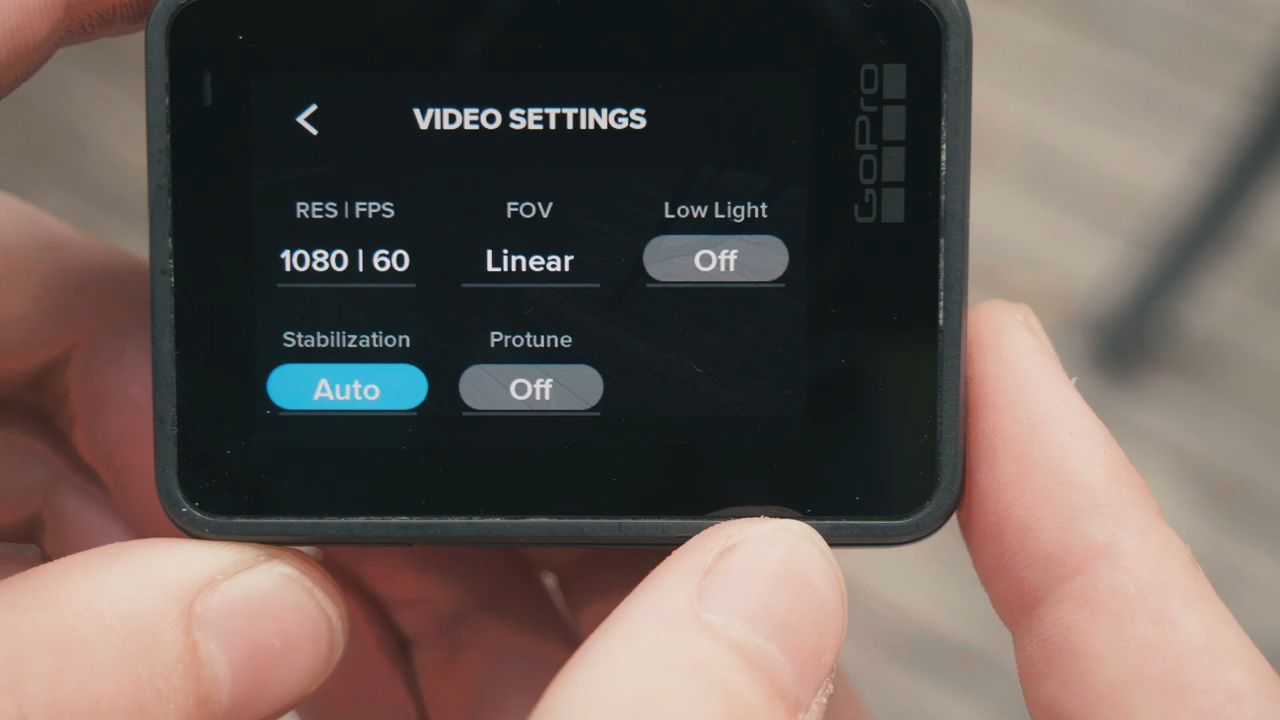 VIDEO SETTINGS
RES | FPS FOV Low Light
1080 | 60 Linear Off
Stabilization Protune
Auto Off
GoPro